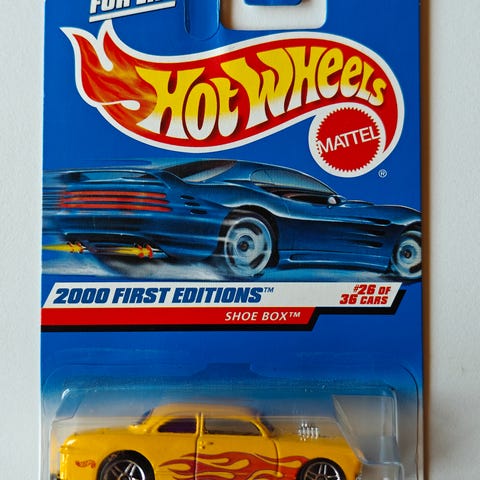 HOT WHEELS
MATTEL
®
2000 FIRST EDITIONS™
#26 OF
36 CARS
SHOE BOX™